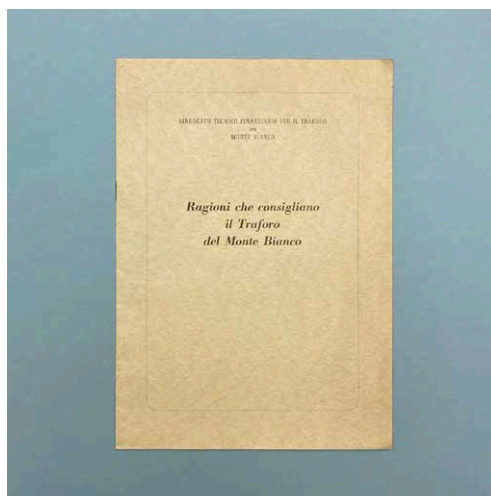 SINDACATO TECNICO FINANZIARIO PER IL TRAFORO
DEL
MONTE BIANCO
Ragioni che consigliano
il Traforo
del Monte Bianco